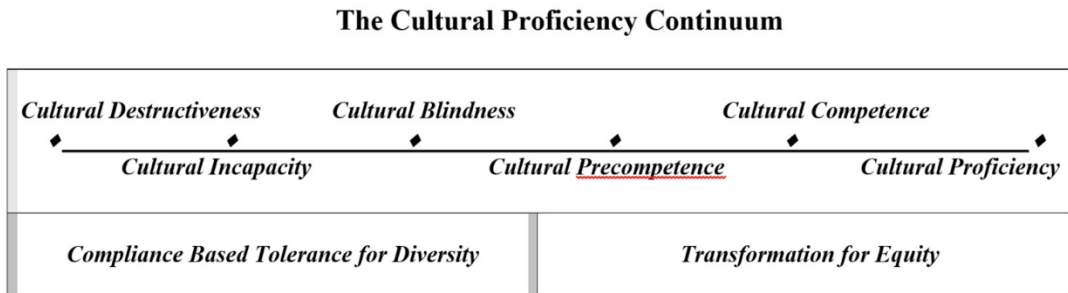 The Cultural Proficiency Continuum
Cultural Destructiveness Cultural Blindness Cultural Competence
Cultural Incapacity Cultural Precompetence Cultural Proficiency
Compliance Based Tolerance for Diversity Transformation for Equity